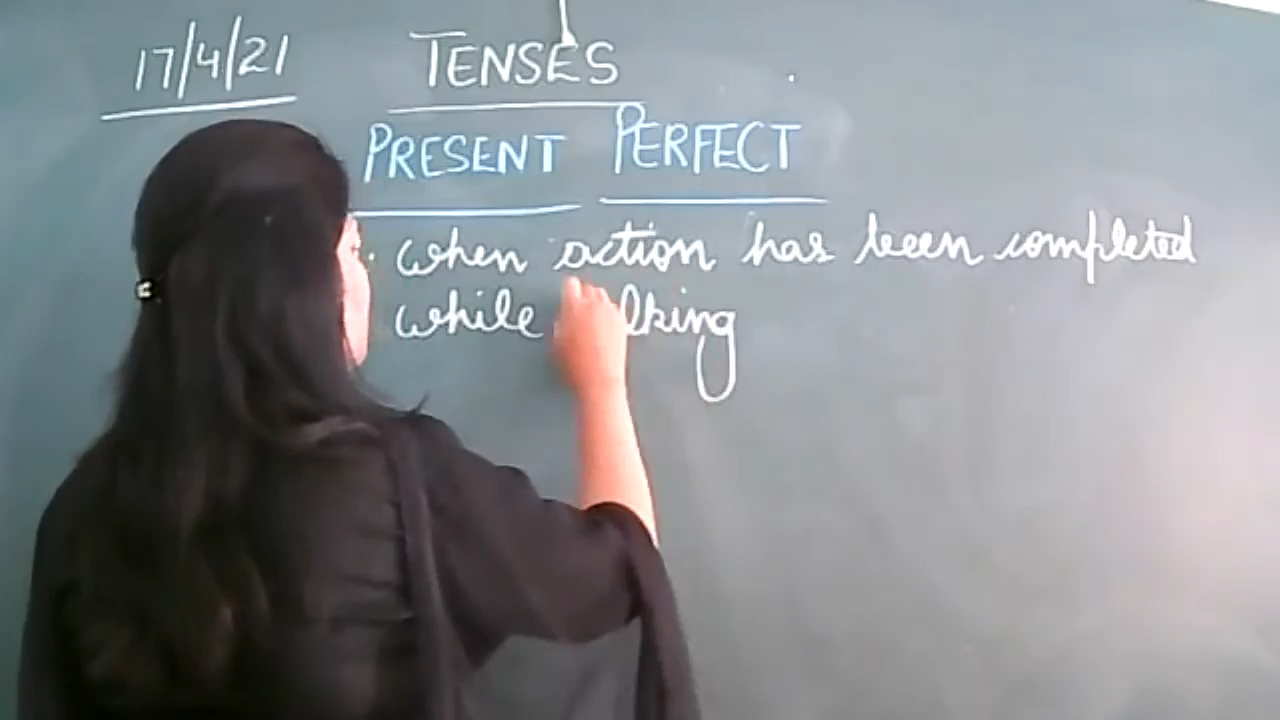 17/4/21 TENSES
PRESENT PERFECT
when action has been completed
while